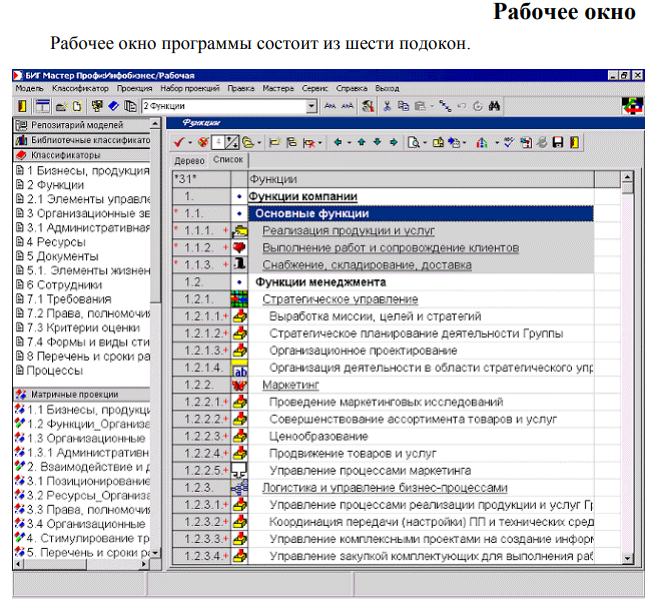 Рабочее окно
Рабочее окно программы состоит из шести подокон.
БИГ Мастер Профи/Инфобизнес/Рабочая
Модель Классификатор Проекция Набор проекций Правка Мастера Сервис Справка Выход
2 Функции
Репозитарий моделей
Библиотечные классификато
Классификаторы
1 Бизнесы, продукция
2 Функции
2.1 Элементы управле
3 Организационные зв
3.1 Административная
4 Ресурсы
5 Документы
5.1. Элементы жизнен
6 Сотрудники
7.1 Требования
7.2 Права, полномочи
7.3 Критерии оценки
7.4 Формы и виды сти
8 Перечень и сроки ра
Процессы
Матричные проекции
1.1 Бизнесы, продукци
1.2 Функции_Организа
1.3 Организационные
1.3.1 Административн
2. Взаимодействие и д
3.1 Позиционирование
3.2 Ресурсы_Организа
3.3 Права, полномочия
3.4 Организационные
4. Стимулирование тр
5. Перечень и сроки ра
Функции
Дерево Список
*31* Функции
1. Функции компании
* 1.1. Основные функции
* 1.1.1. + Реализация продукции и услуг
* 1.1.2. + Выполнение работ и сопровождение клиентов
* 1.1.3. + Снабжение, складирование, доставка
1.2. Функции менеджмента
1.2.1. Стратегическое управление
1.2.1.1 + Выработка миссии, целей и стратегий
1.2.1.2 + Стратегическое планирование деятельности Группы
1.2.1.3 + Организационное проектирование
1.2.1.4. Организация деятельности в области стратегического упр
1.2.2. Маркетинг
1.2.2.1 + Проведение маркетинговых исследований
1.2.2.2 + Совершенствование ассортимента товаров и услуг
1.2.2.3 + Ценообразование
1.2.2.4 + Продвижение товаров и услуг
1.2.2.5 + Управление процессами маркетинга
1.2.3. Логистика и управление бизнес-процессами
1.2.3.1 + Управление процессами реализации продукции и услуг Гр
1.2.3.2 + Координация передачи (настройки) ПП и технических сред
1.2.3.3 + Управление комплексными проектами на создание информ
1.2.3.4 + Управление закупкой комплектующих для выполнения раб